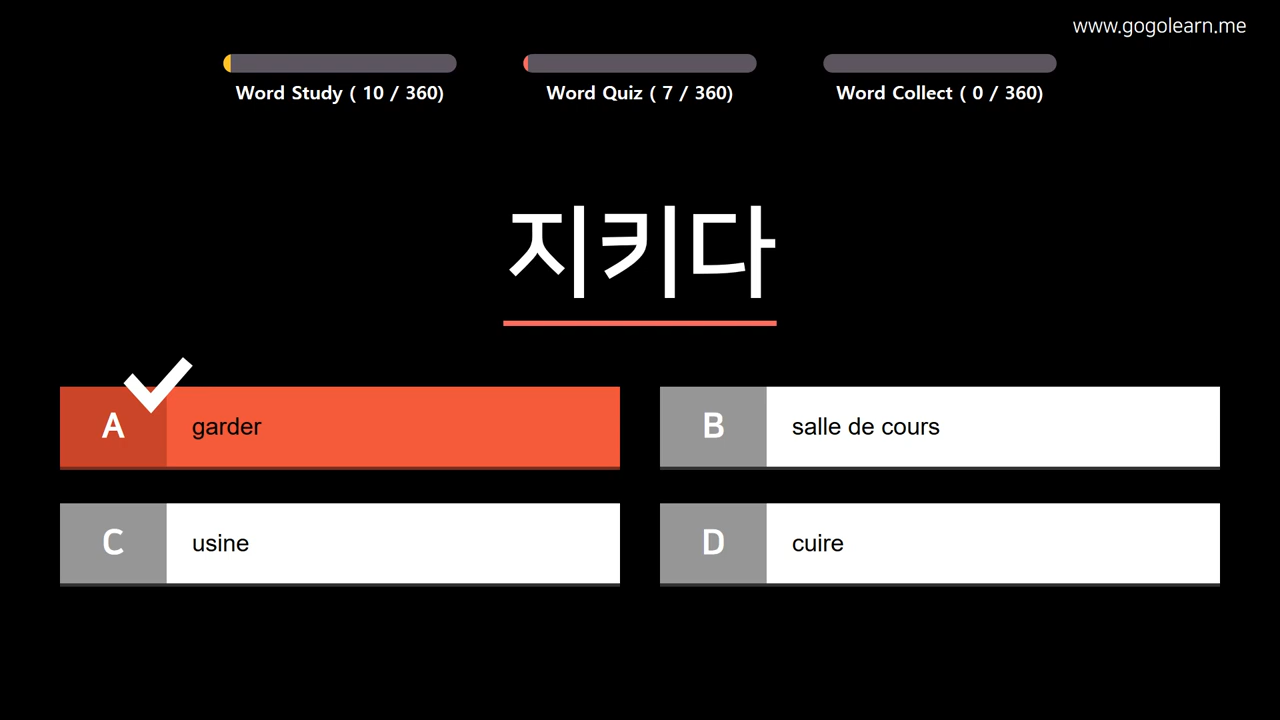 www.gogolearn.me
Word Study ( 10 / 360)
Word Quiz ( 7 / 360)
Word Collect ( 0 / 360)
지키다
A garder
B salle de cours
C usine
D cuire